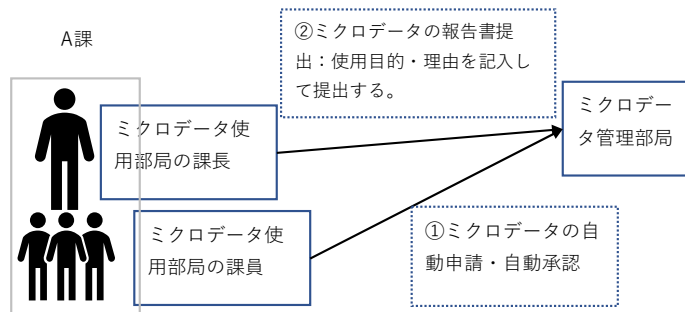 A課
②ミクロデータの報告書提
出：使用目的・理由を記入し
て提出する。
ミクロデー
タ管理部局
ミクロデータ使
用部局の課長
ミクロデータ使
用部局の課員
①ミクロデータの自
動申請・自動承認